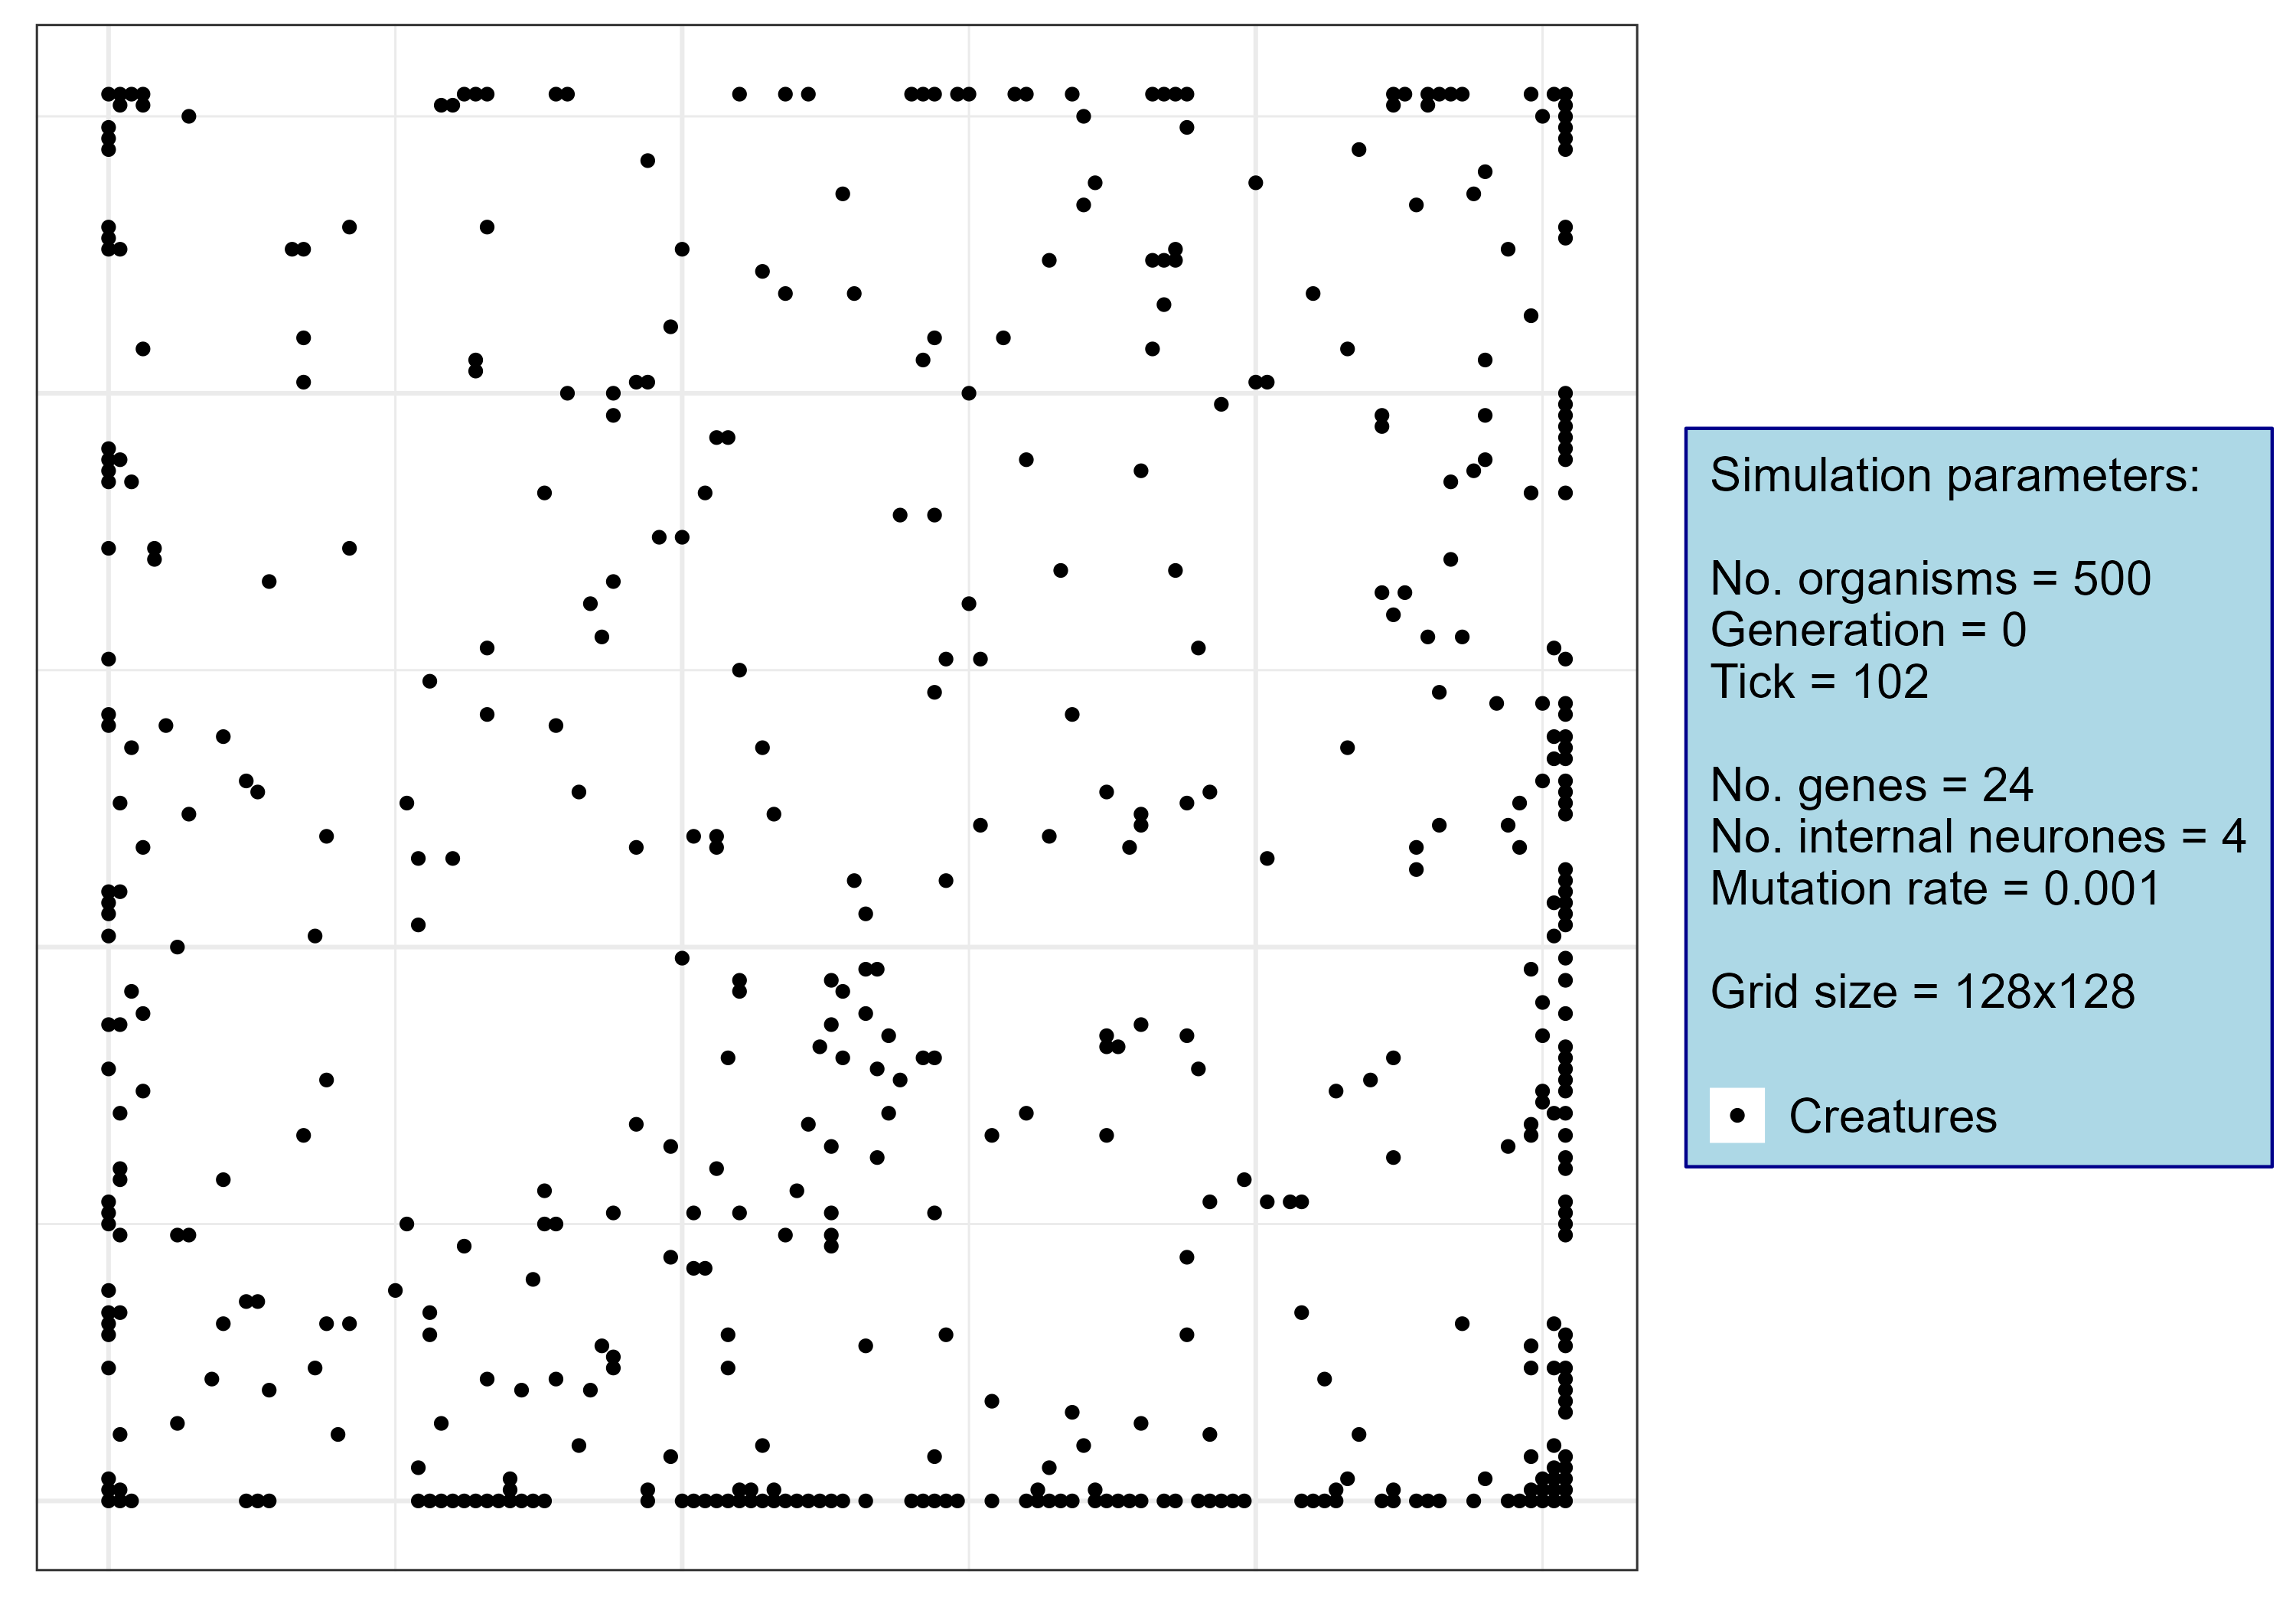 Simulation parameters:
No. organisms = 500
Generation = 0
Tick = 102
No. genes = 24
No. internal neurones = 4
Mutation rate = 0.001
Grid size = 128x128
Creatures